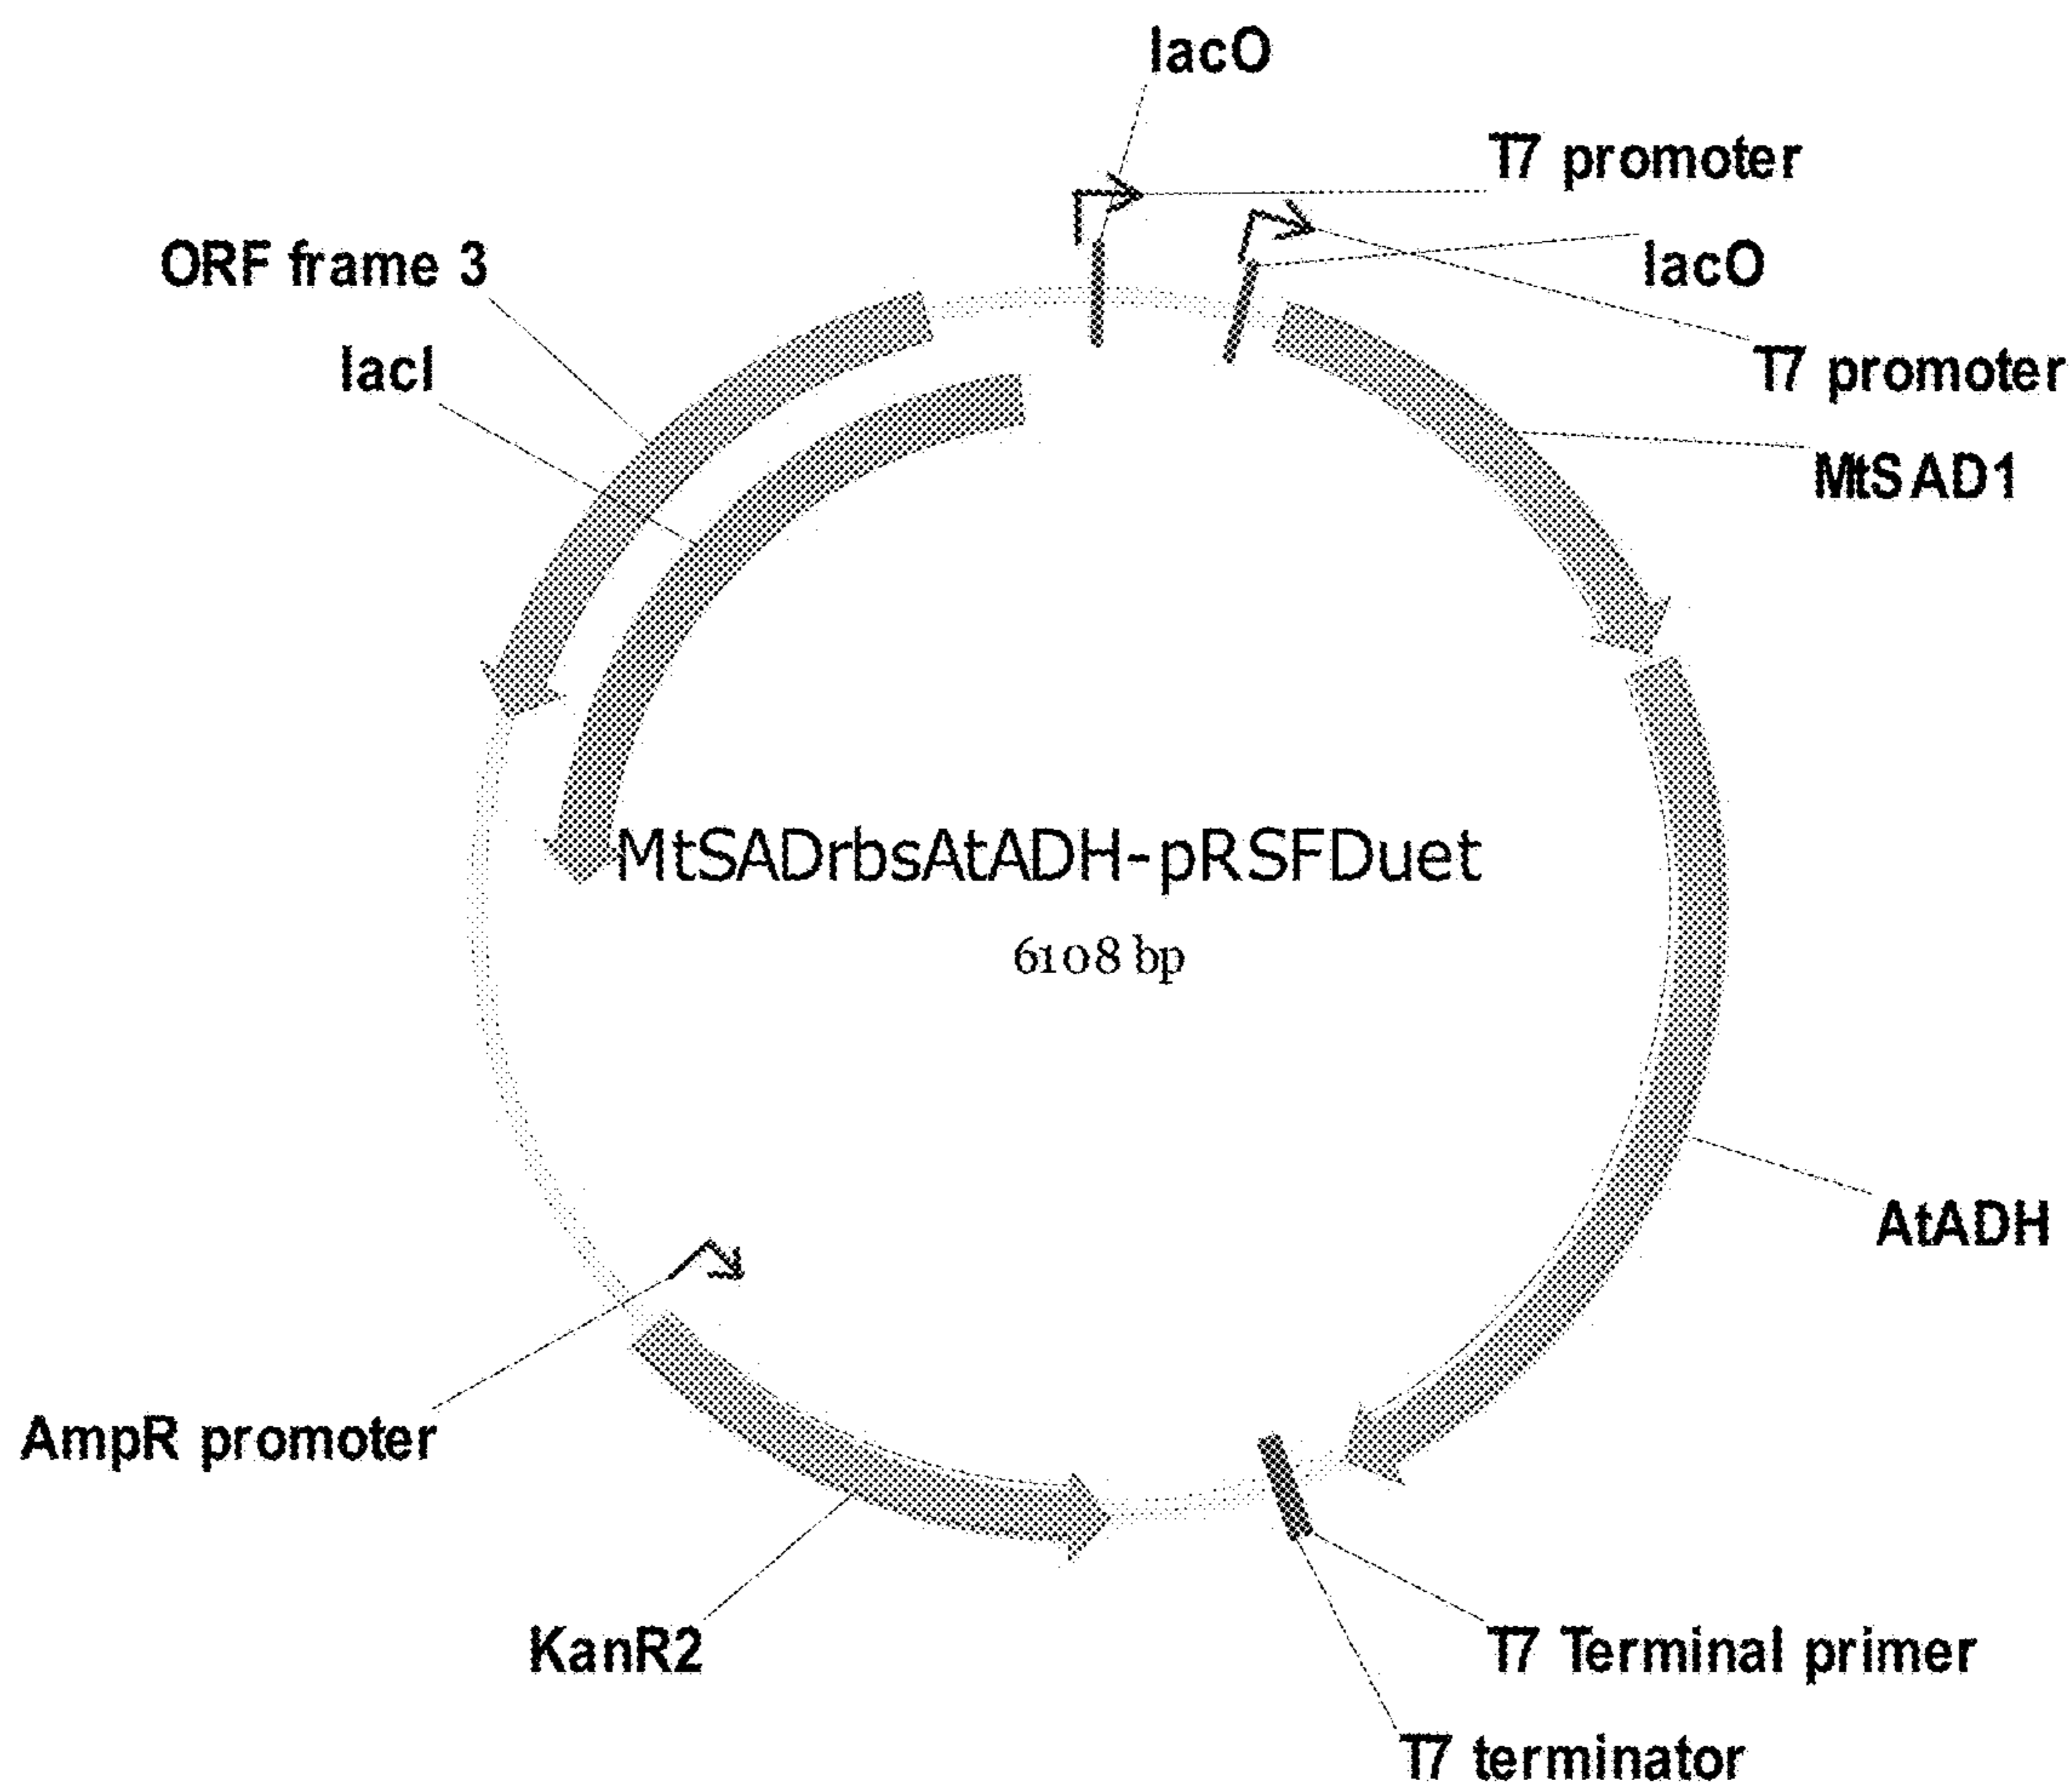 lacO
T7 promoter
lacO
ORF frame 3
lacI
T7 promoter
MtSAD1
MtSADrbsAtADH-pRSFDuet
6108 bp
AtADH
AmpR promoter
KanR2
T7 Terminal primer
T7 terminator